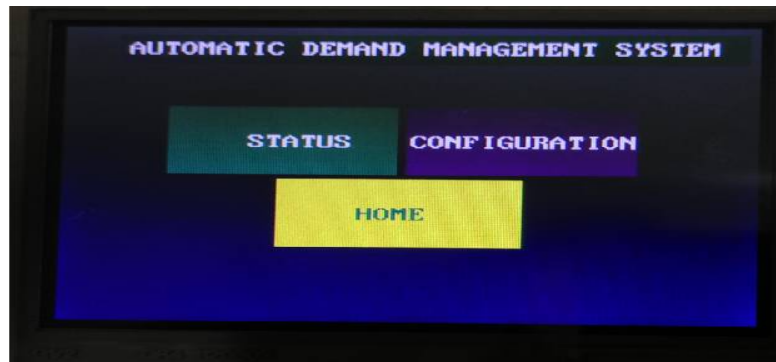 AUTOMATIC DEMAND MANAGEMENT SYSTEM
STATUS CONFIGURATION
HOME